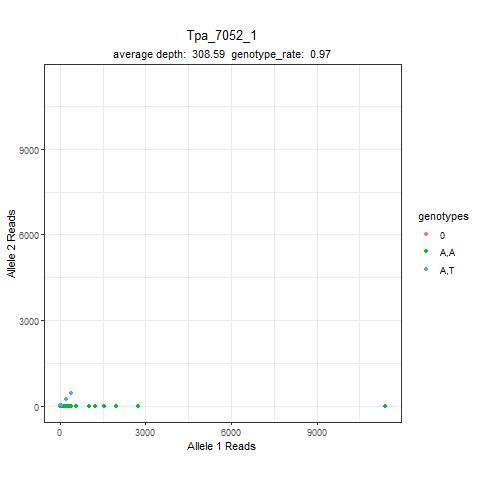 Tpa_7052_1
average depth:  308.59  genotype_rate:  0.97
9000
6000
3000
0
Allele 2 Reads
0
3000
6000
9000
Allele 1 Reads
genotypes
0
A,A
A,T